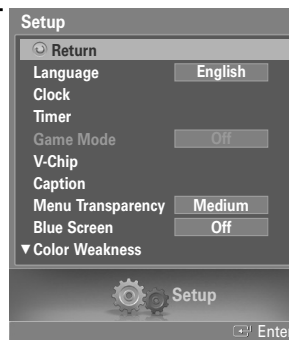 Setup
Return
Language English
Clock
Timer
Game Mode Off
V-Chip
Caption
Menu Transparency Medium
Blue Screen Off
▼Color Weakness
Setup
Enter